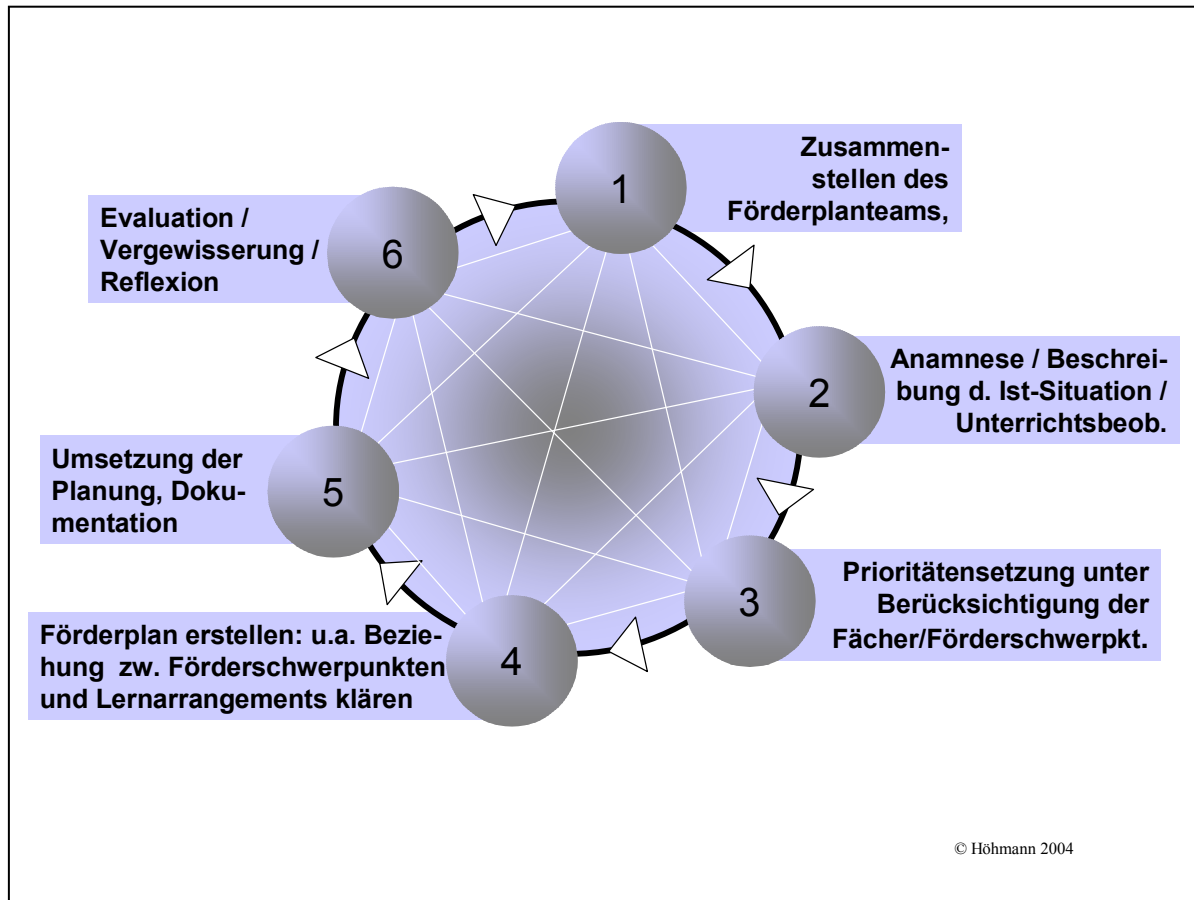 1
Zusammen-
stellen des
Förderplanteams,
2
Anamnese / Beschrei-
bung d. Ist-Situation /
Unterrichtsbeob.
3
Prioritätensetzung unter
Berücksichtigung der
Fächer/Förderschwerpkt.
4
Förderplan erstellen: u.a. Bezie-
hung zw. Förderschwerpunkten
und Lernarrangements klären
5
Umsetzung der
Planung, Doku-
mentation
6
Evaluation /
Vergewisserung /
Reflexion
© Höhmann 2004